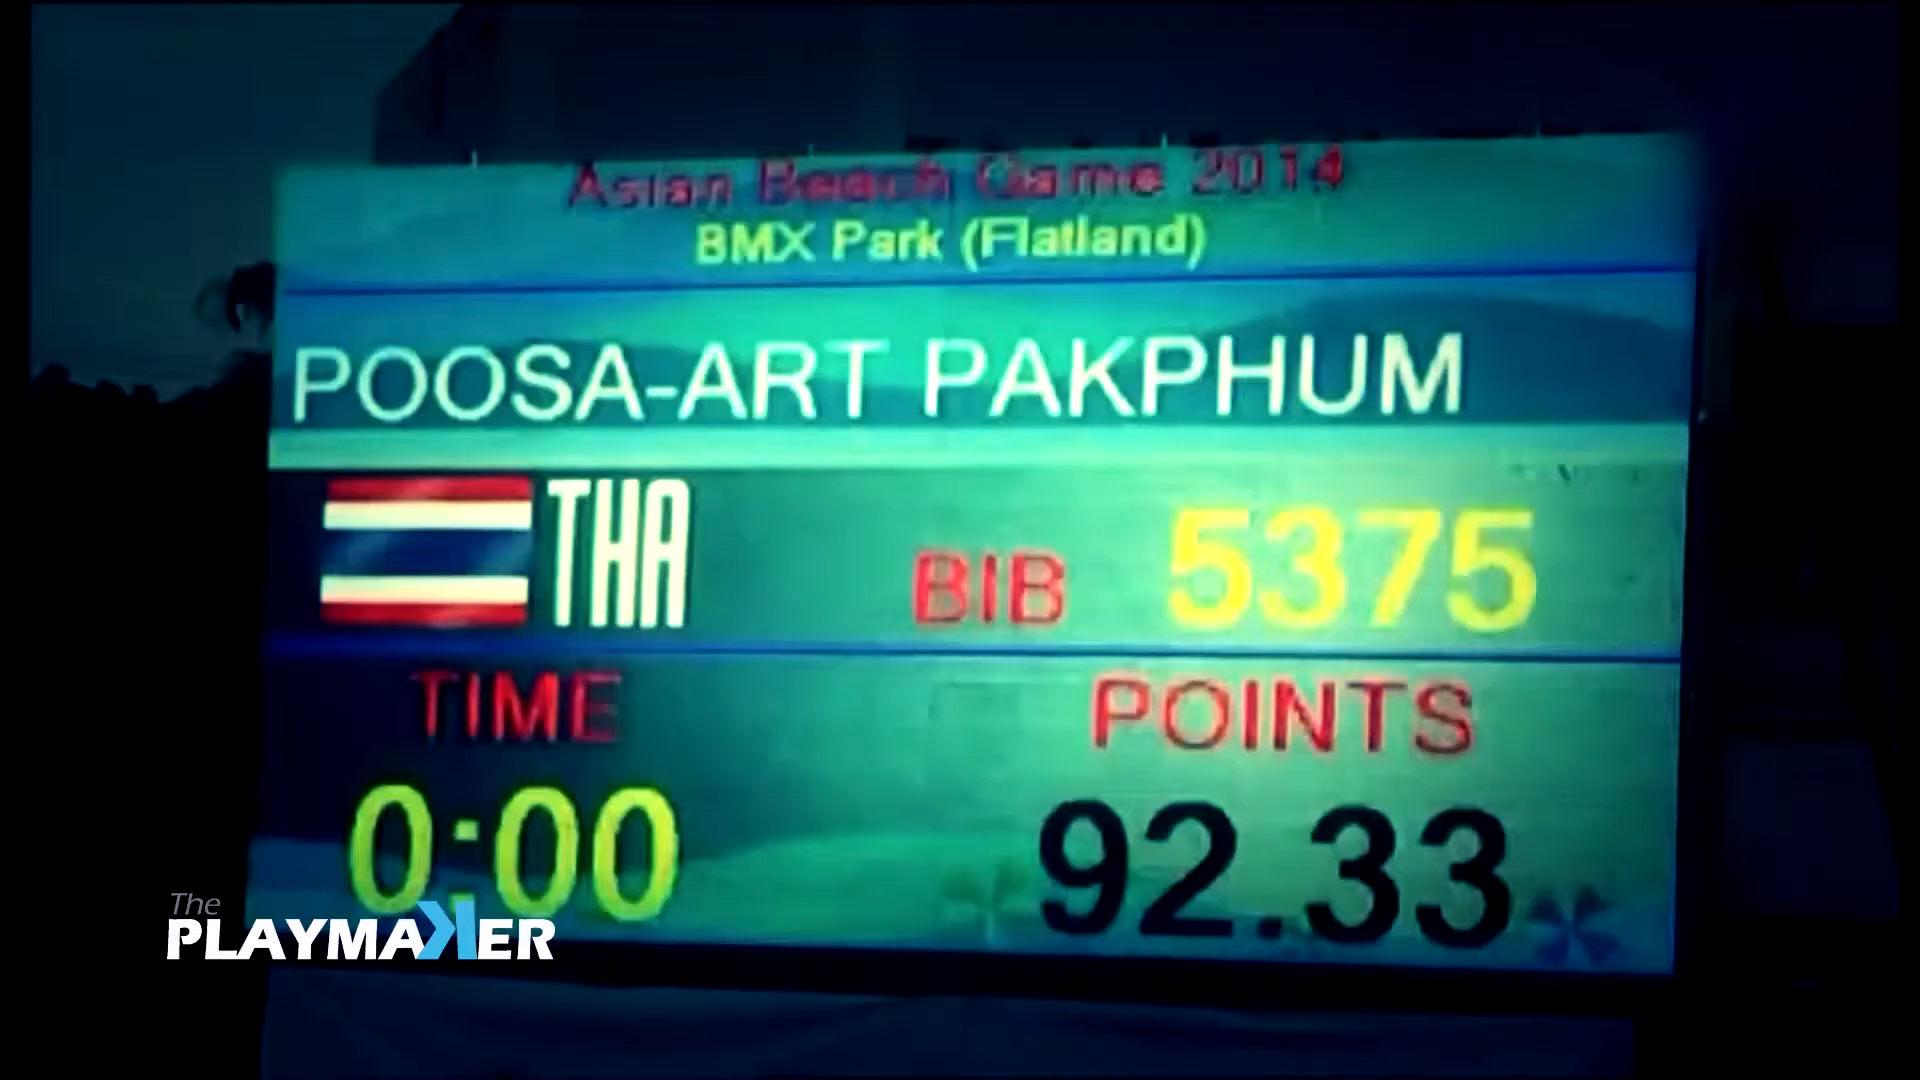 Asian Beach Game 2014
BMX Park (Flatland)
POOSA-ART PAKPHUM
THA
BIB 5375
TIME
POINTS
0:00
92.33
The
PLAYMAKER